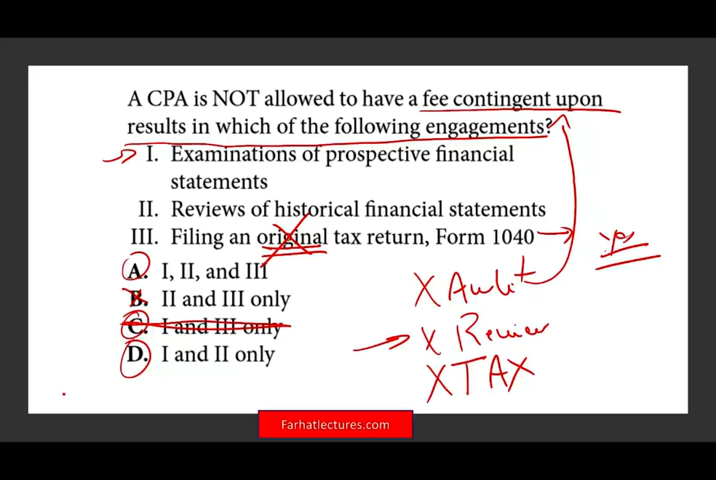 A CPA is NOT allowed to have a fee contingent upon
results in which of the following engagements?
I. Examinations of prospective financial
statements
II. Reviews of historical financial statements
III. Filing an original tax return, Form 1040
yes
A. I, II, and III
B. II and III only
X Audit
C. I and III only
X Review
D. I and II only
X TAX
Farhatlectures.com